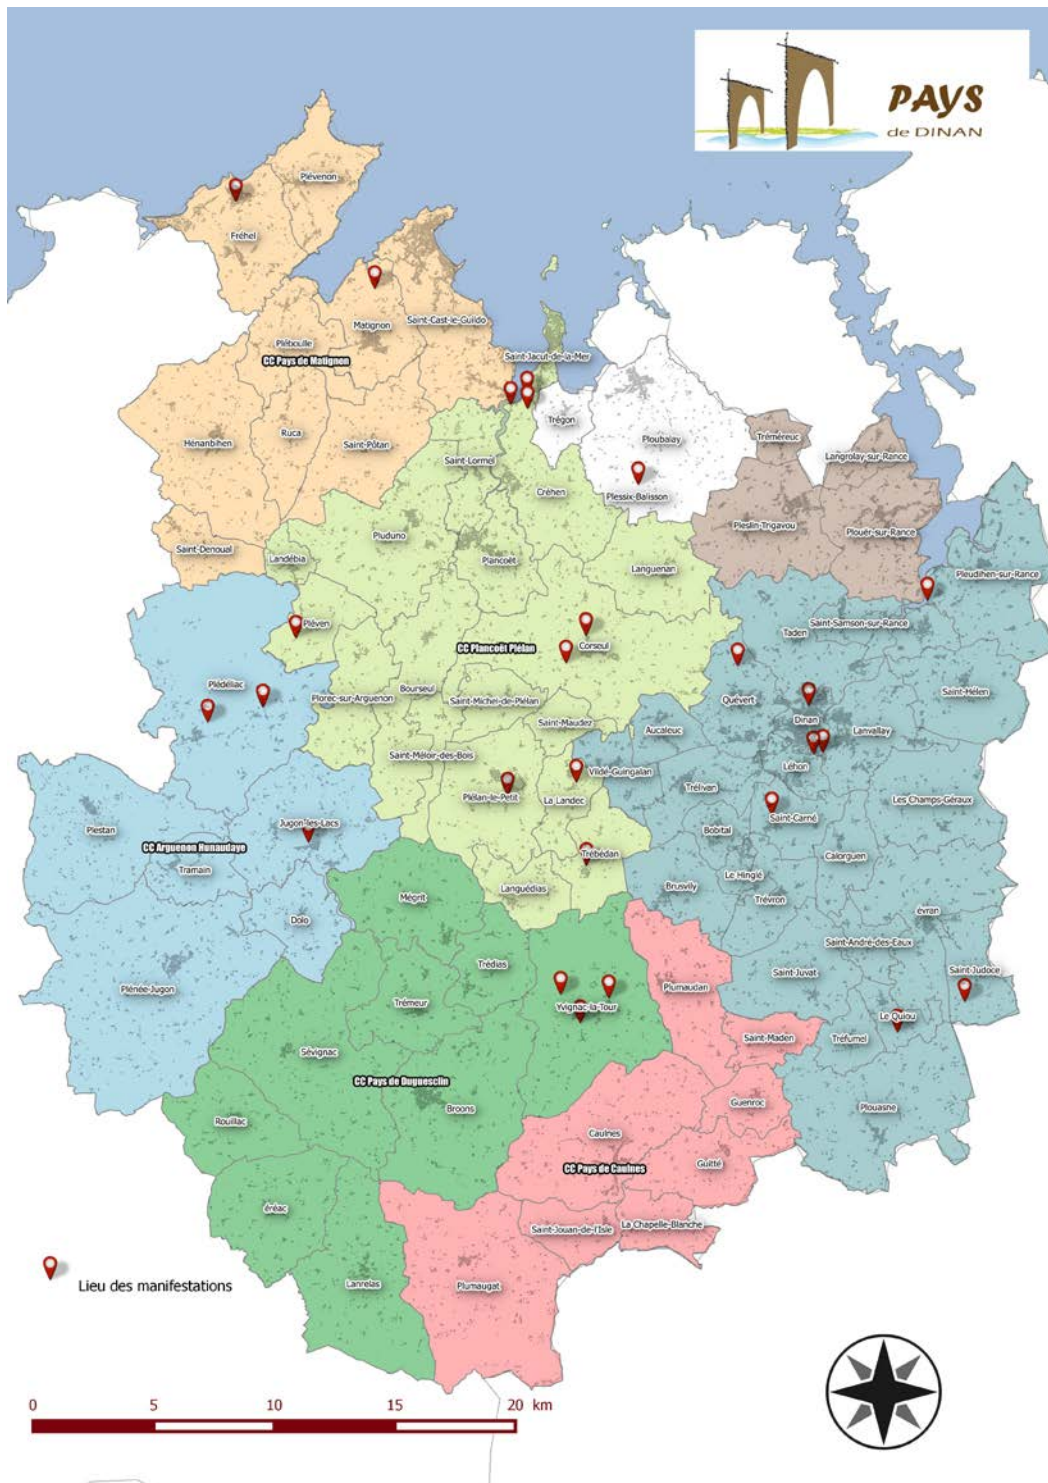 PAYS
de DINAN
Plévenon
Fréhel
Saint-Cast-le-Guildo
Matignon
Pléboulle
CC Pays de Matignon
Saint-Jacut-de-la-Mer
Trégon
Ploubalay
Ruca
Hénanbihen
Saint-Pôtan
Tréméreuc
Langrolay-sur-Rance
Saint-Lormel
Créhen
Plessix-Balisson
Pleslin-Trigavou
Plouër-sur-Rance
Pluduno
Saint-Denoual
Landébia
Plancoët
Languenan
Pleudihen-sur-Rance
Pléven
Saint-Samson-sur-Rance
Taden
CC Plancoët Plélan
Corseul
Plédéliac
Plorec-sur-Arguenon
Bourseul
Saint-Michel-de-Plélan
Quévert
Saint-Hélen
Saint-Maudez
Dinan
Aucaleuc
Lanvallay
Saint-Méloir-des-Bois
Léhon
Vildé-Guingalan
Plélan-le-Petit
La Landec
Trélivan
Les Champs-Géraux
Saint-Carné
Jugon-les-Lacs
Plestan
Bobital
CC Arguenon Hunaudaye
Trébédan
Calorguen
Tramain
Le Hinglé
Languédias
Brusvily
Mégrit
Trévron
Dolo
évran
Saint-André-des-Eaux
Trédias
Saint-Juvat
Saint-Judoce
Plénée-Jugon
Plumaudan
Trémeur
Yvignac-la-Tour
Le Quiou
Saint-Maden
Tréfumel
Sévignac
CC Pays de Duguesclin
Guenroc
Broons
Plouasne
Rouillac
Caulnes
Guitté
CC Pays de Caulnes
éréac
La Chapelle-Blanche
Saint-Jouan-de-l'Isle
Lanrelas
Plumaugat
Lieu des manifestations
0 5 10 15 20 km